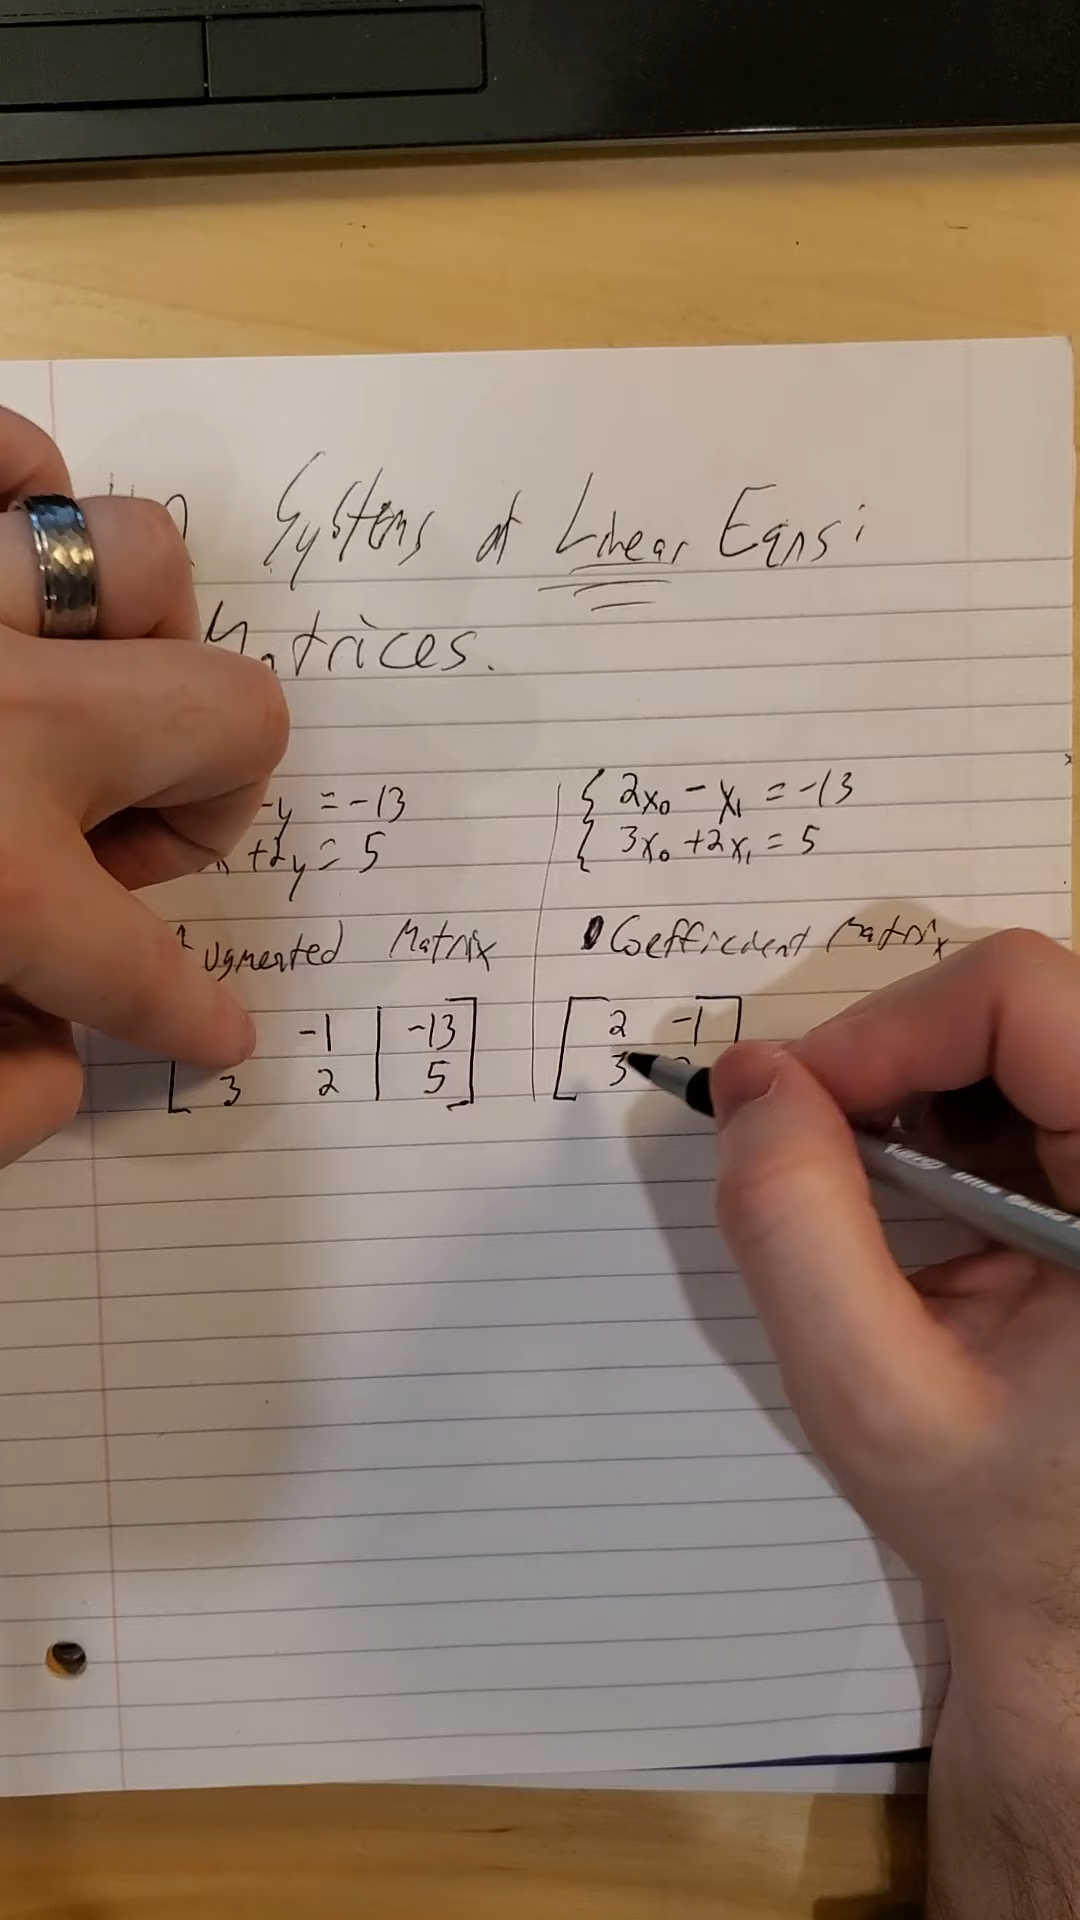 Systems of Linear Eqns:
Matrices.
-y = -13
+2y = 5
{ 2x₀ - x₁ = -13
{ 3x₀ + 2x₁ = 5
Augmented Matrix
-1 | -13
3 2 | 5
Coefficient Matrix
2 -1
3